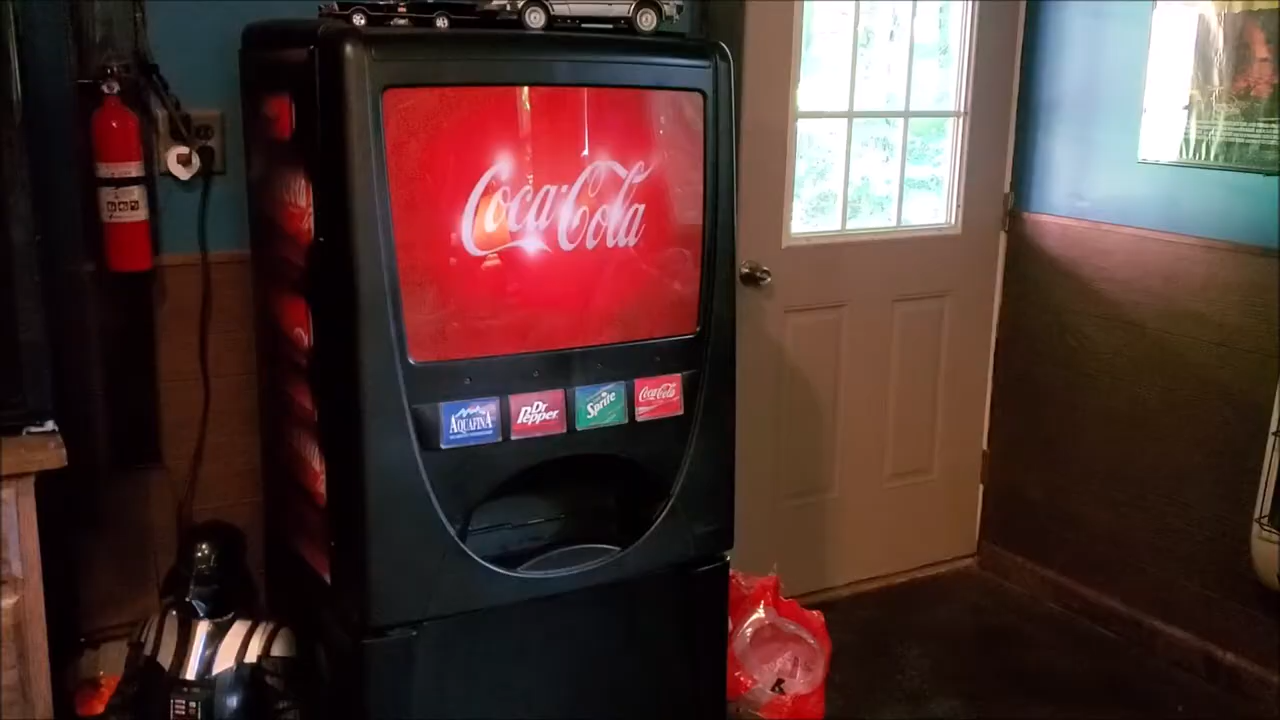 Coca-Cola
AQUAFINA
Dr
Pepper
Sprite
Coca-Cola